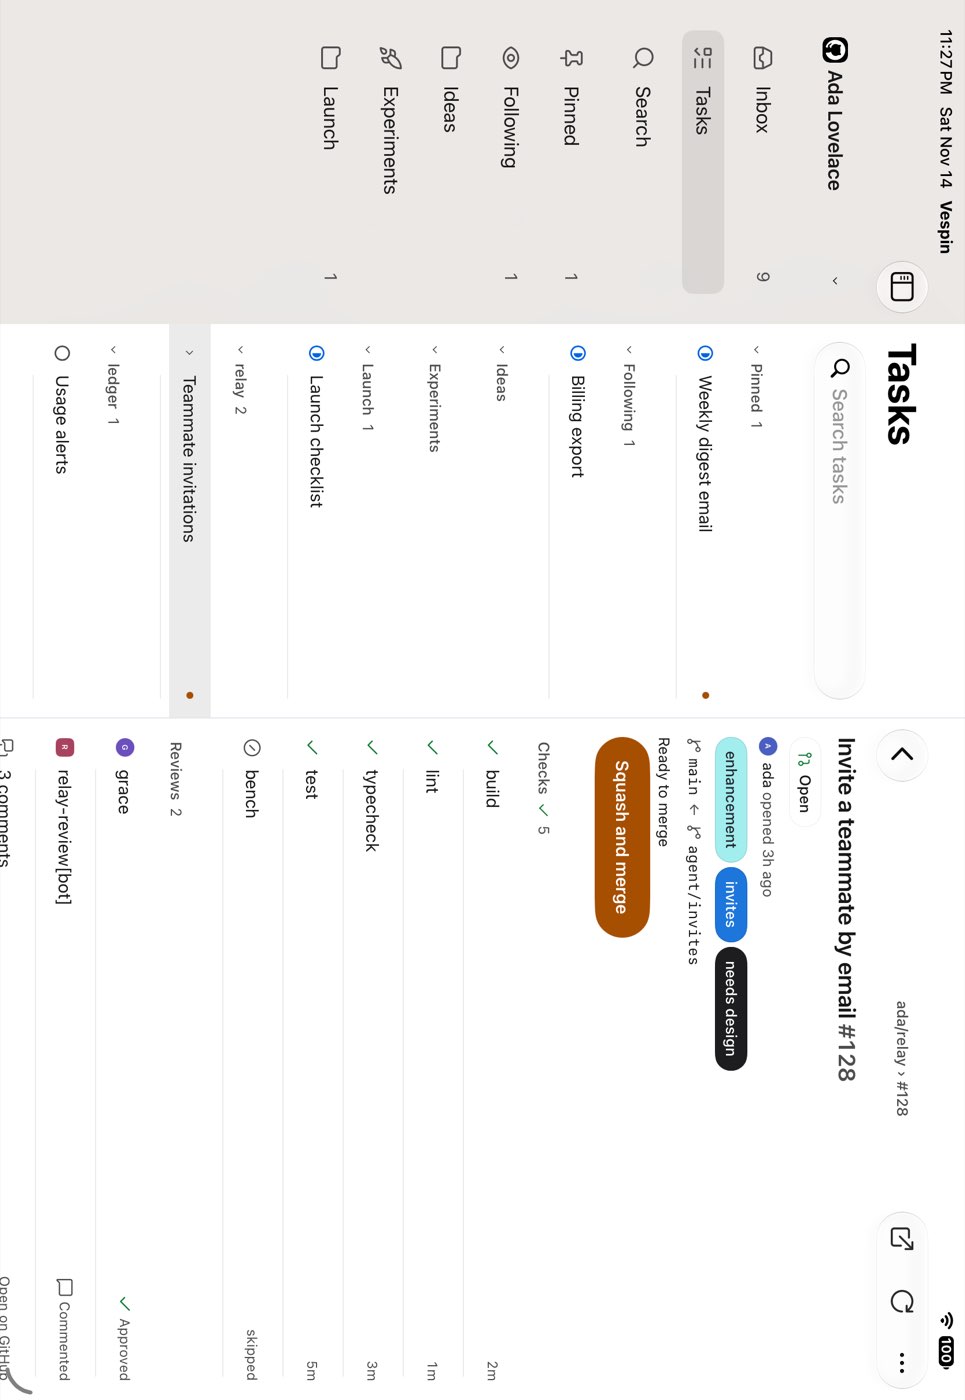 11:27 PM Sat Nov 14 Vespin
100
Ada Lovelace
Inbox 9
Tasks
Search
Pinned 1
Following 1
Ideas
Experiments
Launch 1
Tasks
Search tasks
Pinned 1
Weekly digest email
Following 1
Billing export
Ideas
Experiments
Launch 1
Launch checklist
relay 2
Teammate invitations
ledger 1
Usage alerts
ada/relay › #128
Invite a teammate by email #128
Open
A ada opened 3h ago
enhancement invites needs design
main ← agent/invites
Ready to merge
Squash and merge
Checks 5
build 2m
lint 1m
typecheck 3m
test 5m
bench skipped
Reviews 2
G grace Approved
R relay-review[bot] Commented
3 comments Open on GitHub